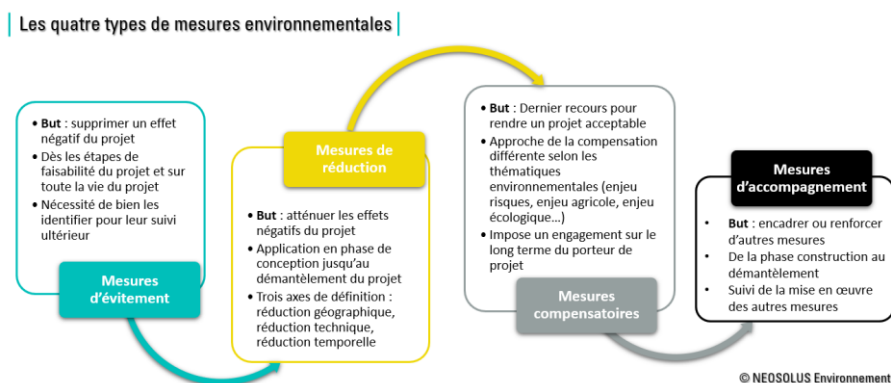 Les quatre types de mesures environnementales
• But : supprimer un effet
négatif du projet
• Dès les étapes de
faisabilité du projet et sur
toute la vie du projet
• Nécessité de bien les
identifier pour leur suivi
ultérieur
Mesures
d'évitement
Mesures de
réduction
• But : atténuer les effets
négatifs du projet
• Application en phase de
conception jusqu'au
démantèlement du projet
• Trois axes de définition :
réduction géographique,
réduction technique,
réduction temporelle
• But : Dernier recours pour
rendre un projet acceptable
• Approche de la compensation
différente selon les
thématiques
environnementales (enjeu
risques, enjeu agricole, enjeu
écologique…)
• Impose un engagement sur le
long terme du porteur de
projet
Mesures
compensatoires
Mesures
d'accompagnement
• But : encadrer ou renforcer
d'autres mesures
• De la phase construction au
démantèlement
• Suivi de la mise en œuvre
des autres mesures
© NEOSOLUS Environnement